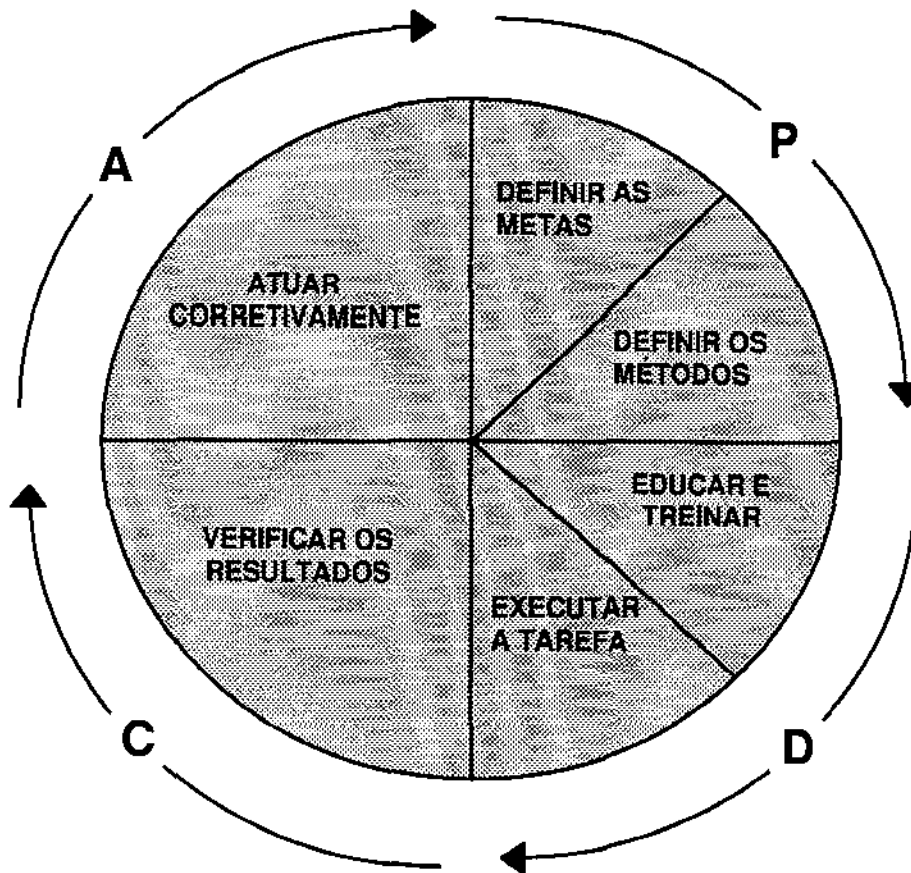 A
P
DEFINIR AS
METAS
ATUAR
CORRETIVAMENTE
DEFINIR OS
MÉTODOS
EDUCAR E
TREINAR
VERIFICAR OS
RESULTADOS
EXECUTAR
A TAREFA
C
D